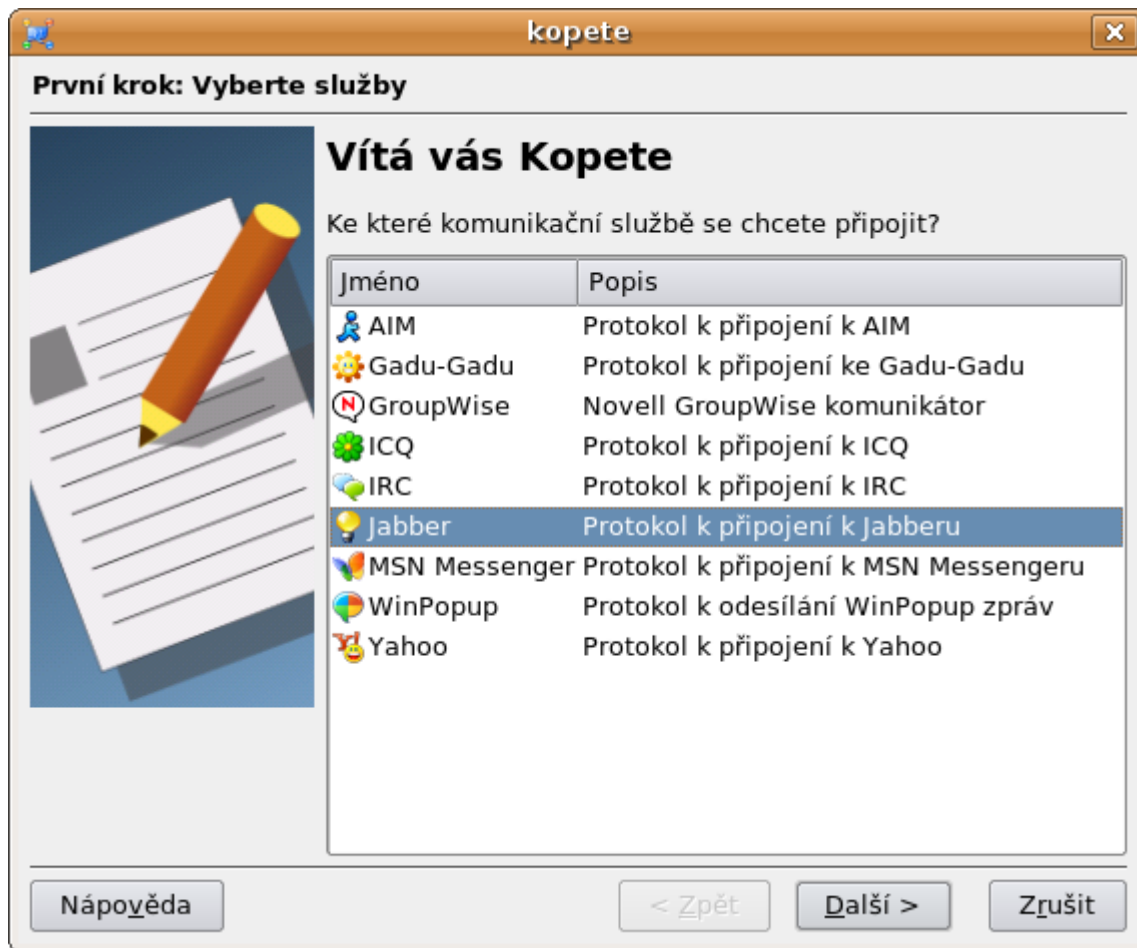 kopete
První krok: Vyberte služby
Vítá vás Kopete
Ke které komunikační službě se chcete připojit?
Jméno Popis
AIM Protokol k připojení k AIM
Gadu-Gadu Protokol k připojení ke Gadu-Gadu
GroupWise Novell GroupWise komunikátor
ICQ Protokol k připojení k ICQ
IRC Protokol k připojení k IRC
Jabber Protokol k připojení k Jabberu
MSN Messenger Protokol k připojení k MSN Messengeru
WinPopup Protokol k odesílání WinPopup zpráv
Yahoo Protokol k připojení k Yahoo
Nápověda < Zpět Další > Zrušit